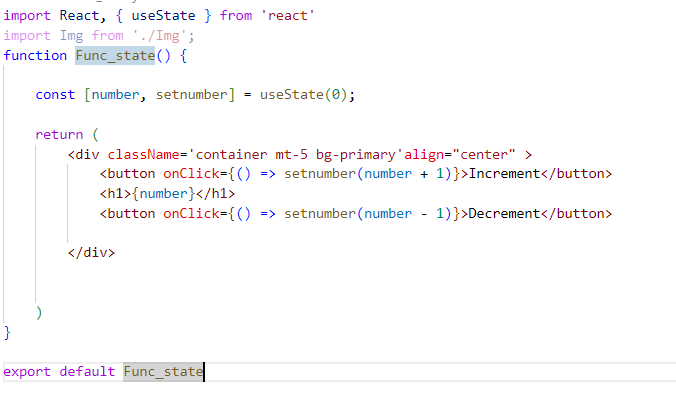 import React, { useState } from 'react'
import Img from './Img';
function Func_state() {
const [number, setnumber] = useState(0);
return (
<div className='container mt-5 bg-primary'align="center" >
<button onClick={() => setnumber(number + 1)}>Increment</button>
<h1>{number}</h1>
<button onClick={() => setnumber(number - 1)}>Decrement</button>
</div>
)
}
export default Func_state